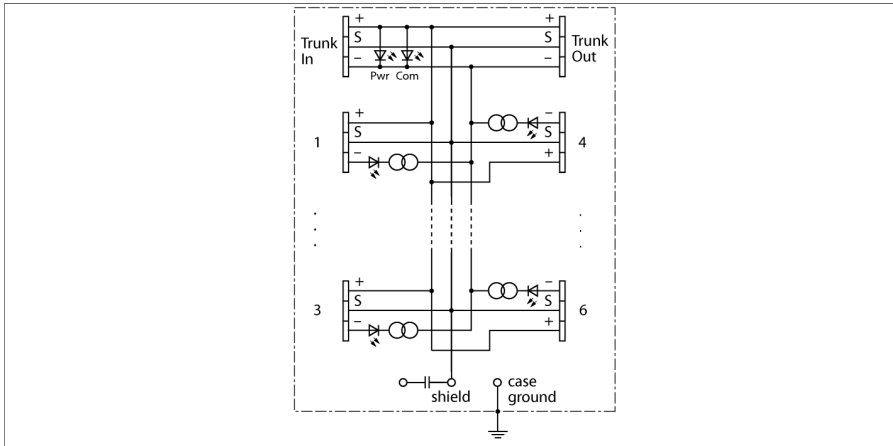 + +
Trunk In S S Trunk Out
− −
Pwr Com
+ −
1 S S 4
− +
+ −
3 S S 6
− +
shield
case ground